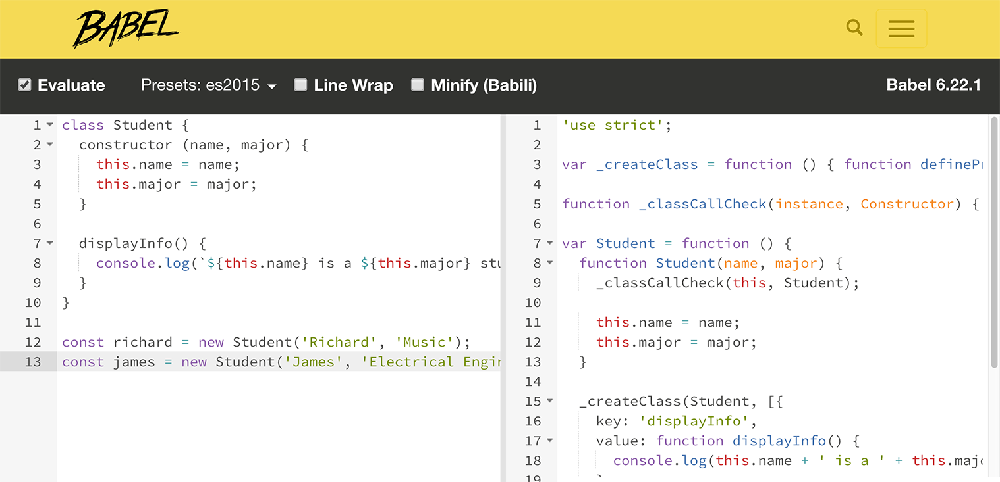 BABEL
Evaluate Presets: es2015 Line Wrap Minify (Babili) Babel 6.22.1
1 class Student {
2 constructor (name, major) {
3 this.name = name;
4 this.major = major;
5 }
6
7 displayInfo() {
8 console.log(`${this.name} is a ${this.major}
9 }
10 }
11
12 const richard = new Student('Richard', 'Music');
13 const james = new Student('James', 'Electrical
1 'use strict';
2
3 var _createClass = function () { function
4
5 function _classCallCheck(instance, Constructor) {
6
7 var Student = function () {
8 function Student(name, major) {
9 _classCallCheck(this, Student);
10
11 this.name = name;
12 this.major = major;
13 }
14
15 _createClass(Student, [{
16 key: 'displayInfo',
17 value: function displayInfo() {
18 console.log(this.name + ' is a ' +
19